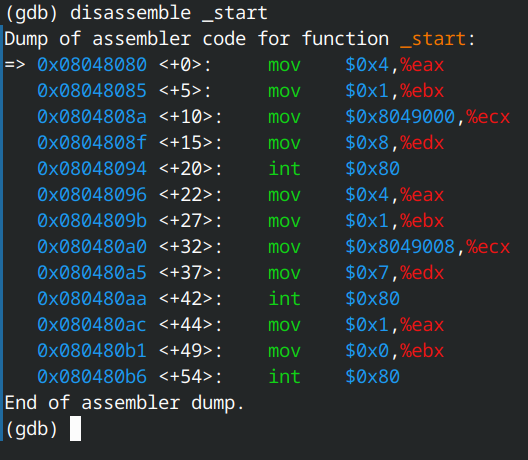 (gdb) disassemble _start
Dump of assembler code for function _start:
=> 0x08048080 <+0>:     mov    $0x4,%eax
   0x08048085 <+5>:     mov    $0x1,%ebx
   0x0804808a <+10>:    mov    $0x8049000,%ecx
   0x0804808f <+15>:    mov    $0x8,%edx
   0x08048094 <+20>:    int    $0x80
   0x08048096 <+22>:    mov    $0x4,%eax
   0x0804809b <+27>:    mov    $0x1,%ebx
   0x080480a0 <+32>:    mov    $0x8049008,%ecx
   0x080480a5 <+37>:    mov    $0x7,%edx
   0x080480aa <+42>:    int    $0x80
   0x080480ac <+44>:    mov    $0x1,%eax
   0x080480b1 <+49>:    mov    $0x0,%ebx
   0x080480b6 <+54>:    int    $0x80
End of assembler dump.
(gdb)